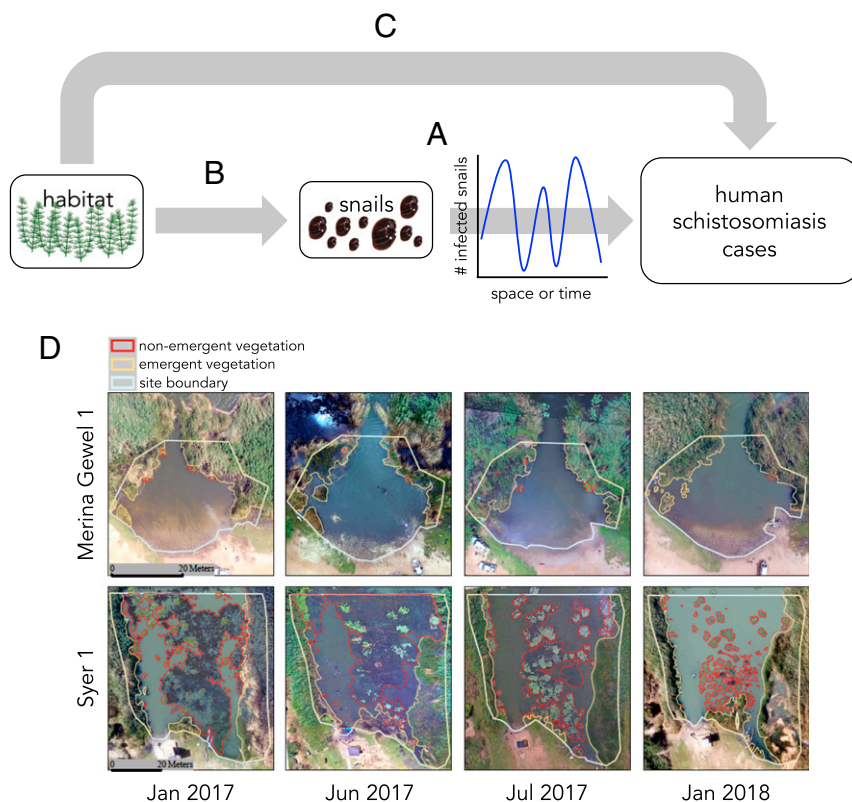 C
A
B
habitat
snails
# infected snails
space or time
human
schistosomiasis
cases
D
non-emergent vegetation
emergent vegetation
site boundary
Merina Gewel 1
0 20 Meters
Syer 1
0 20 Meters
Jan 2017
Jun 2017
Jul 2017
Jan 2018